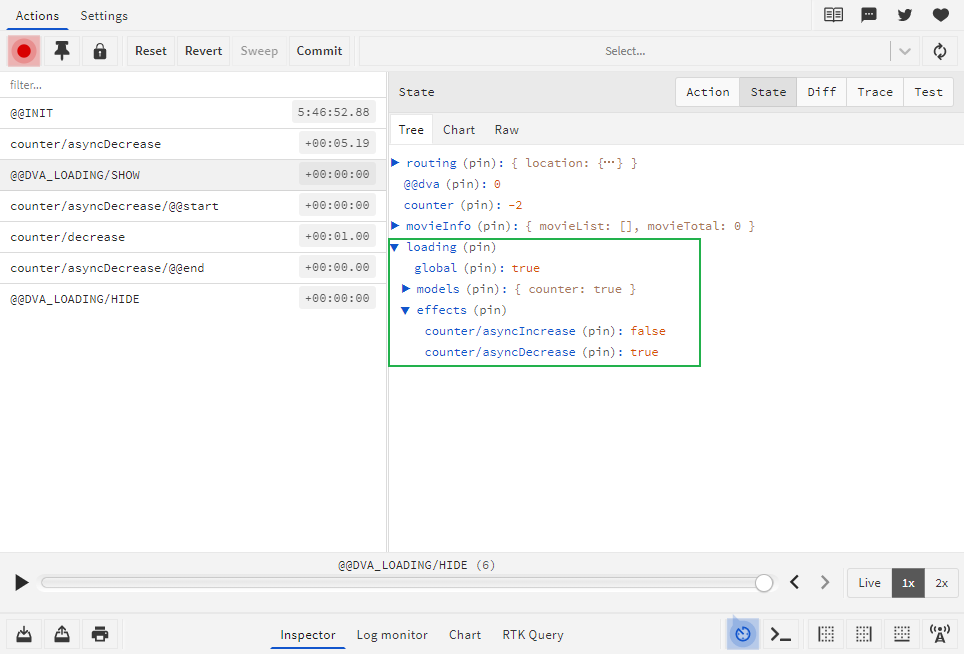 Actions Settings
Reset Revert Sweep Commit Select...
filter...
@@INIT 5:46:52.88
counter/asyncDecrease +00:05.19
@@DVA_LOADING/SHOW +00:00:00
counter/asyncDecrease/@@start +00:00:00
counter/decrease +00:01.00
counter/asyncDecrease/@@end +00:00.00
@@DVA_LOADING/HIDE +00:00:00
State Action State Diff Trace Test
Tree Chart Raw
▶ routing (pin): { location: {…} }
@@dva (pin): 0
counter (pin): -2
▶ movieInfo (pin): { movieList: [], movieTotal: 0 }
▼ loading (pin)
global (pin): true
▶ models (pin): { counter: true }
▼ effects (pin)
counter/asyncIncrease (pin): false
counter/asyncDecrease (pin): true
@@DVA_LOADING/HIDE (6)
Live 1x 2x
Inspector Log monitor Chart RTK Query